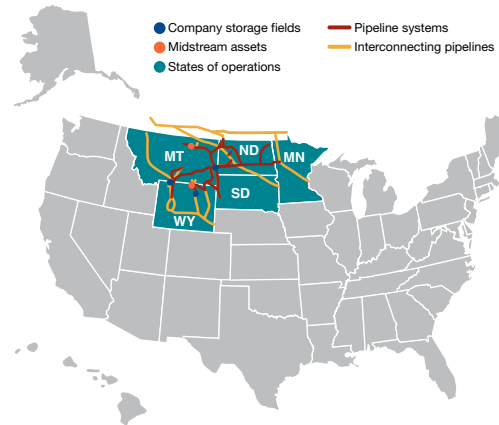 Company storage fields
Midstream assets
States of operations
Pipeline systems
Interconnecting pipelines
MT
ND
MN
SD
WY